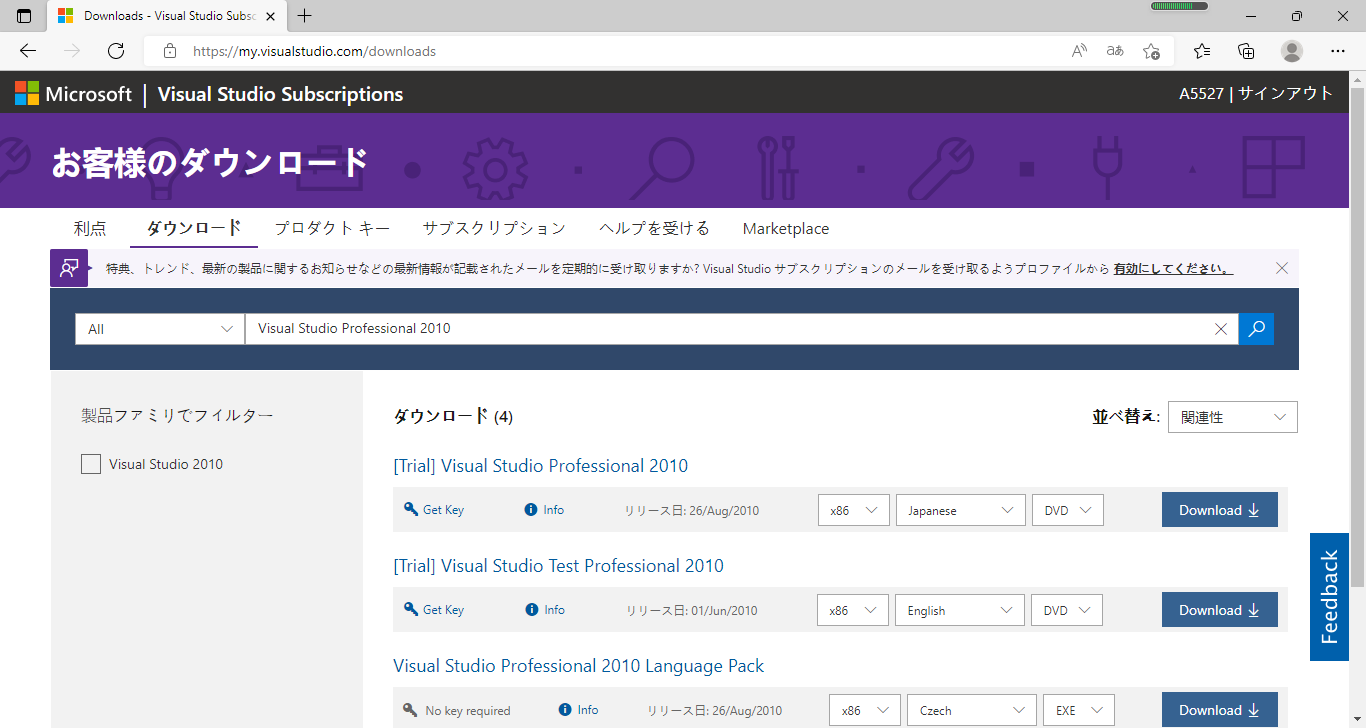 Downloads - Visual Studio Subsc
https://my.visualstudio.com/downloads
Microsoft | Visual Studio Subscriptions
A5527 | サインアウト
お客様のダウンロード
利点 ダウンロード プロダクト キー サブスクリプション ヘルプを受ける Marketplace
特典、トレンド、最新の製品に関するお知らせなどの最新情報が記載されたメールを定期的に受け取りますか? Visual Studio サブスクリプションのメールを受け取るようプロファイルから 有効にしてください。
All Visual Studio Professional 2010
製品ファミリでフィルター
Visual Studio 2010
ダウンロード (4)
並べ替え: 関連性
[Trial] Visual Studio Professional 2010
Get Key Info リリース日: 26/Aug/2010 x86 Japanese DVD Download
[Trial] Visual Studio Test Professional 2010
Get Key Info リリース日: 01/Jun/2010 x86 English DVD Download
Visual Studio Professional 2010 Language Pack
No key required Info リリース日: 26/Aug/2010 x86 Czech EXE Download
Feedback